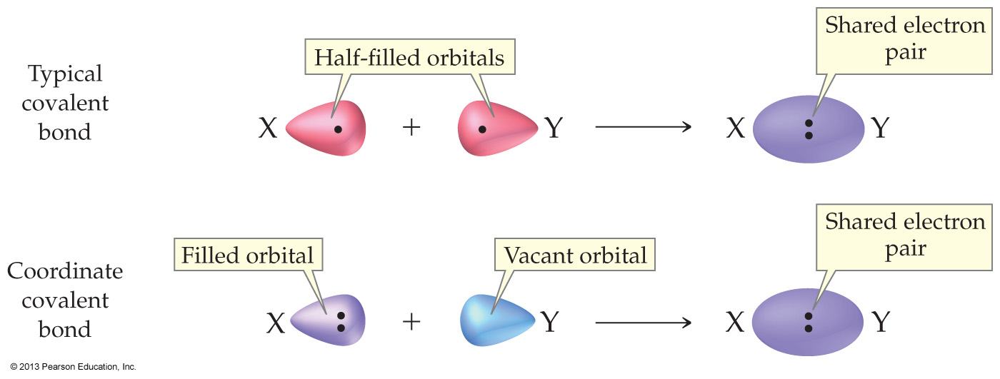 Typical
covalent
bond
Half-filled orbitals
Shared electron
pair
X + Y
X Y
Coordinate
covalent
bond
Filled orbital
Vacant orbital
Shared electron
pair
X + Y
X Y
© 2013 Pearson Education, Inc.